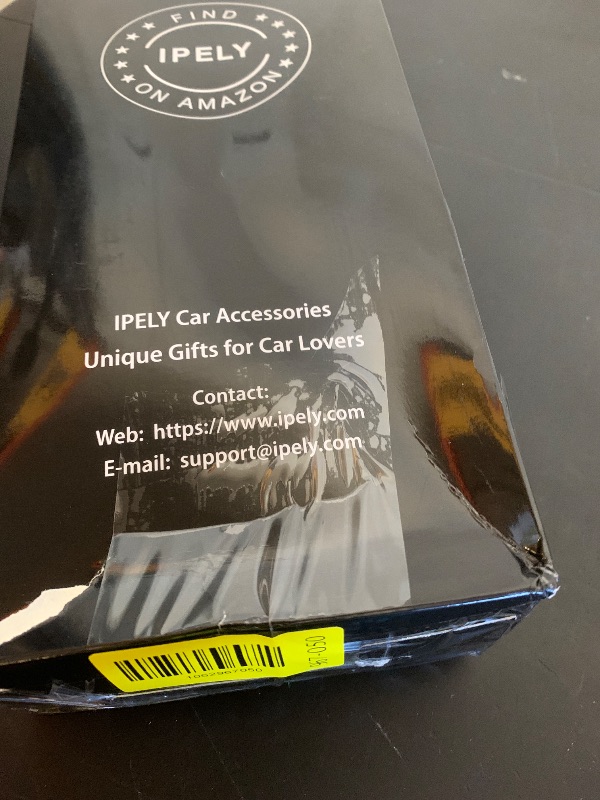 FIND
IPELY
ON AMAZON
IPELY Car Accessories
Unique Gifts for Car Lovers
Contact:
Web: https://www.ipely.com
E-mail: support@ipely.com